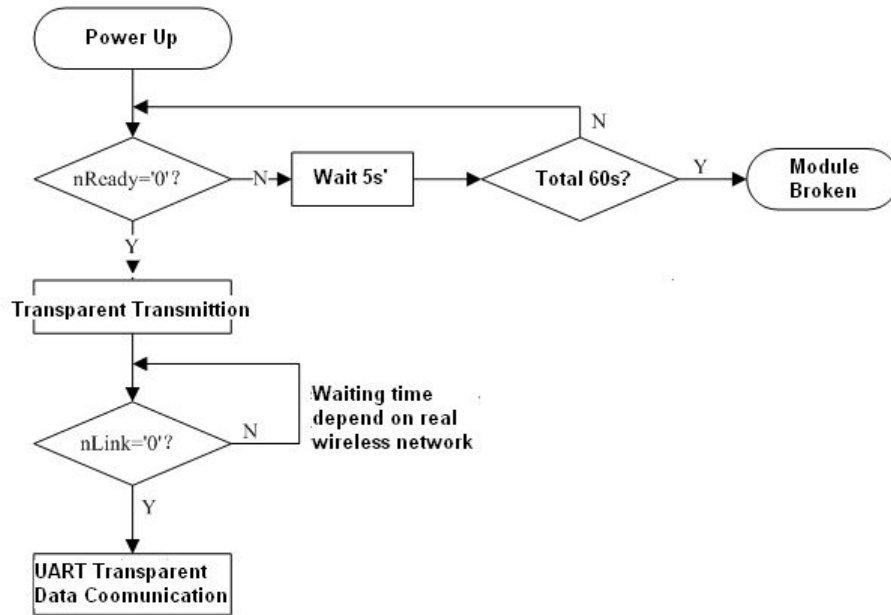 Power Up
N
nReady='0'?
N
Wait 5s'
Total 60s?
Y
Module
Broken
Y
Transparent Transmittion
Waiting time
depend on real
wireless network
nLink='0'?
N
Y
UART Transparent
Data Coomunication